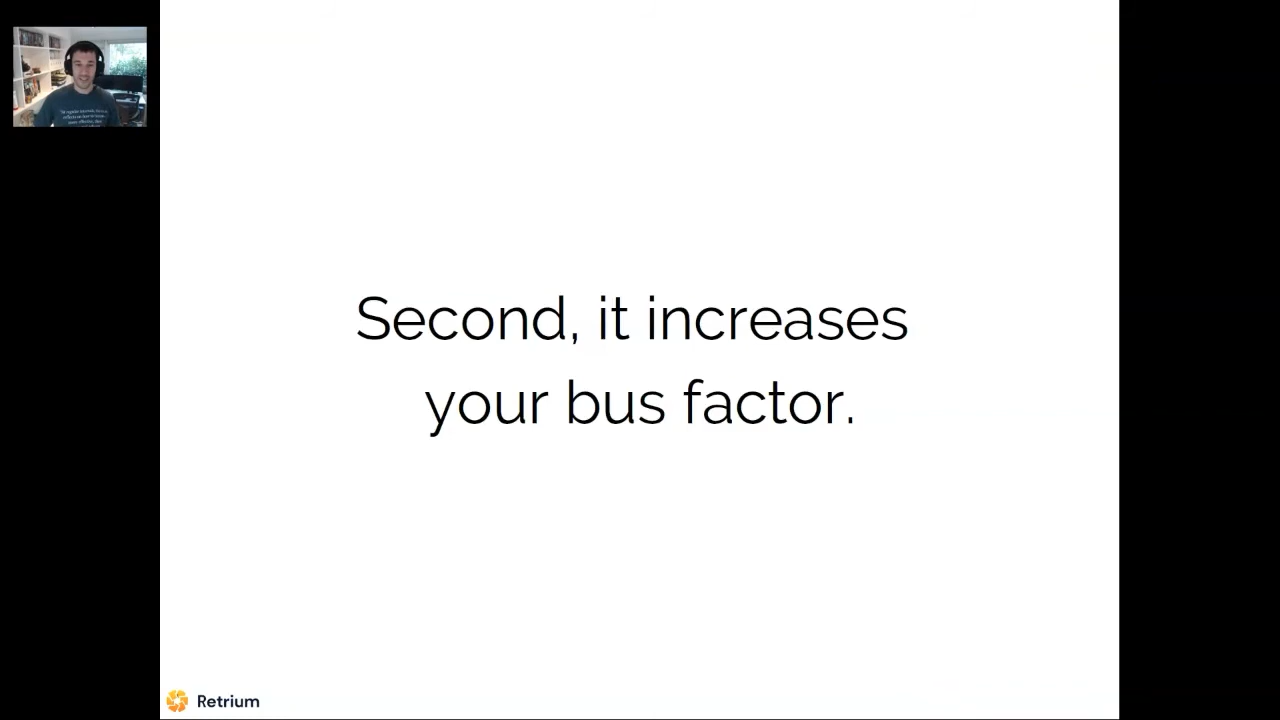 Second, it increases
your bus factor.
Retrium